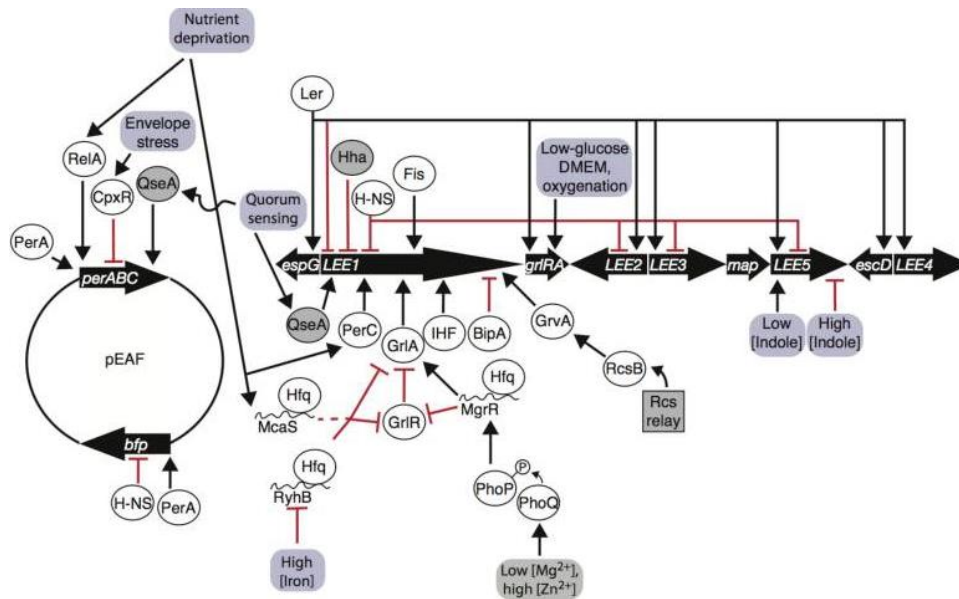 Nutrient
deprivation
Ler
Envelope
stress
RelA
CpxR
QseA
Quorum
sensing
Hha
H-NS
Fis
Low-glucose
DMEM,
oxygenation
PerA
perABC
espG
LEE1
grlRA
LEE2
LEE3
map
LEE5
escD
LEE4
QseA
PerC
GrlA
IHF
BipA
GrvA
RcsB
Rcs
relay
Low
[Indole]
High
[Indole]
pEAF
Hfq
McaS
GrlR
Hfq
MgrR
bfp
H-NS
PerA
Hfq
RyhB
PhoP
P
PhoQ
High
[Iron]
Low [Mg²⁺],
high [Zn²⁺]